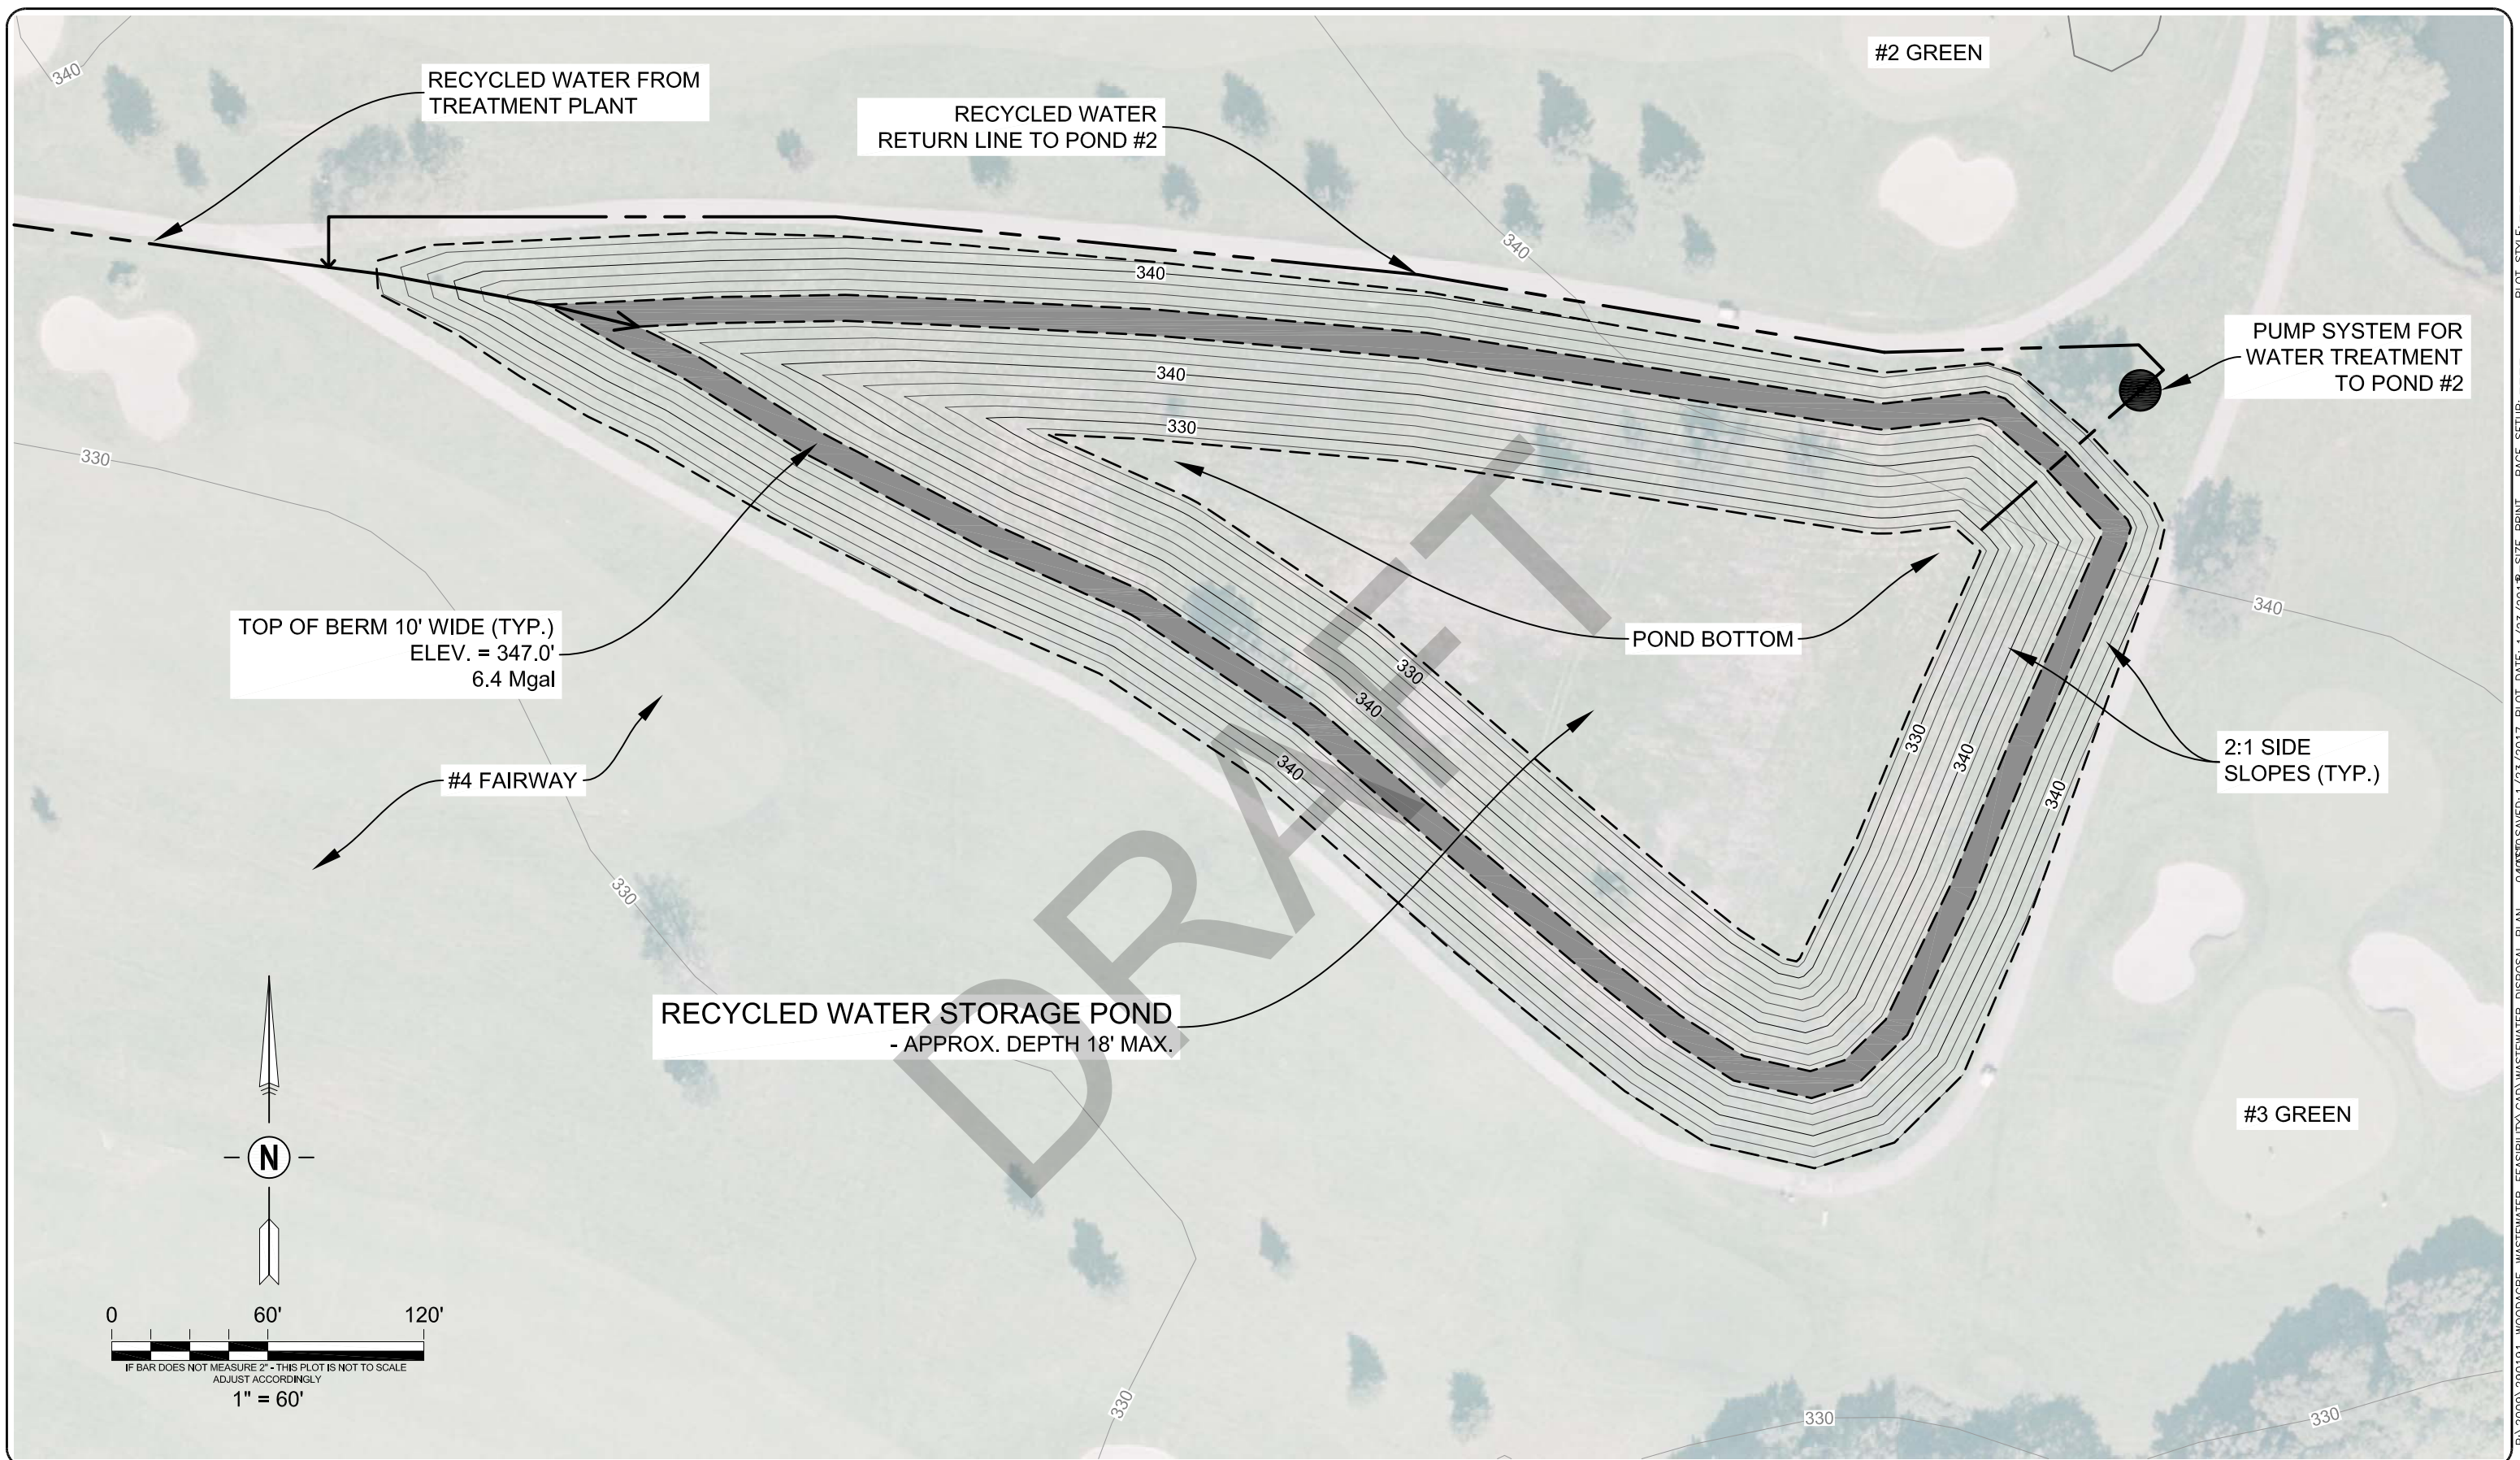 #2 GREEN
340
RECYCLED WATER FROM
TREATMENT PLANT
RECYCLED WATER
RETURN LINE TO POND #2
340
340
PUMP SYSTEM FOR
WATER TREATMENT
TO POND #2
340
330
330
340
TOP OF BERM 10' WIDE (TYP.)
ELEV. = 347.0'
6.4 Mgal
POND BOTTOM
330
340
330
340
340
340
2:1 SIDE
SLOPES (TYP.)
#4 FAIRWAY
330
DRAFT
RECYCLED WATER STORAGE POND
- APPROX. DEPTH 18' MAX.
#3 GREEN
N
0 60' 120'
IF BAR DOES NOT MEASURE 2" - THIS PLOT IS NOT TO SCALE
ADJUST ACCORDINGLY
1" = 60'
330
330
330